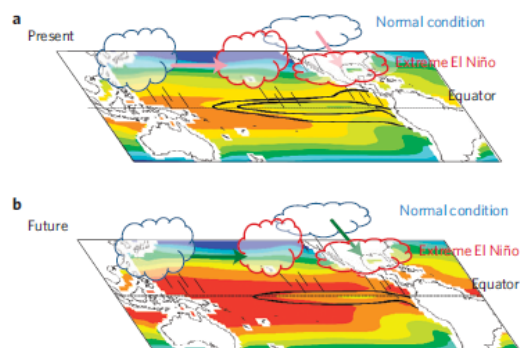 a
Present
Normal condition
Extreme El Niño
Equator
b
Future
Normal condition
Extreme El Niño
Equator